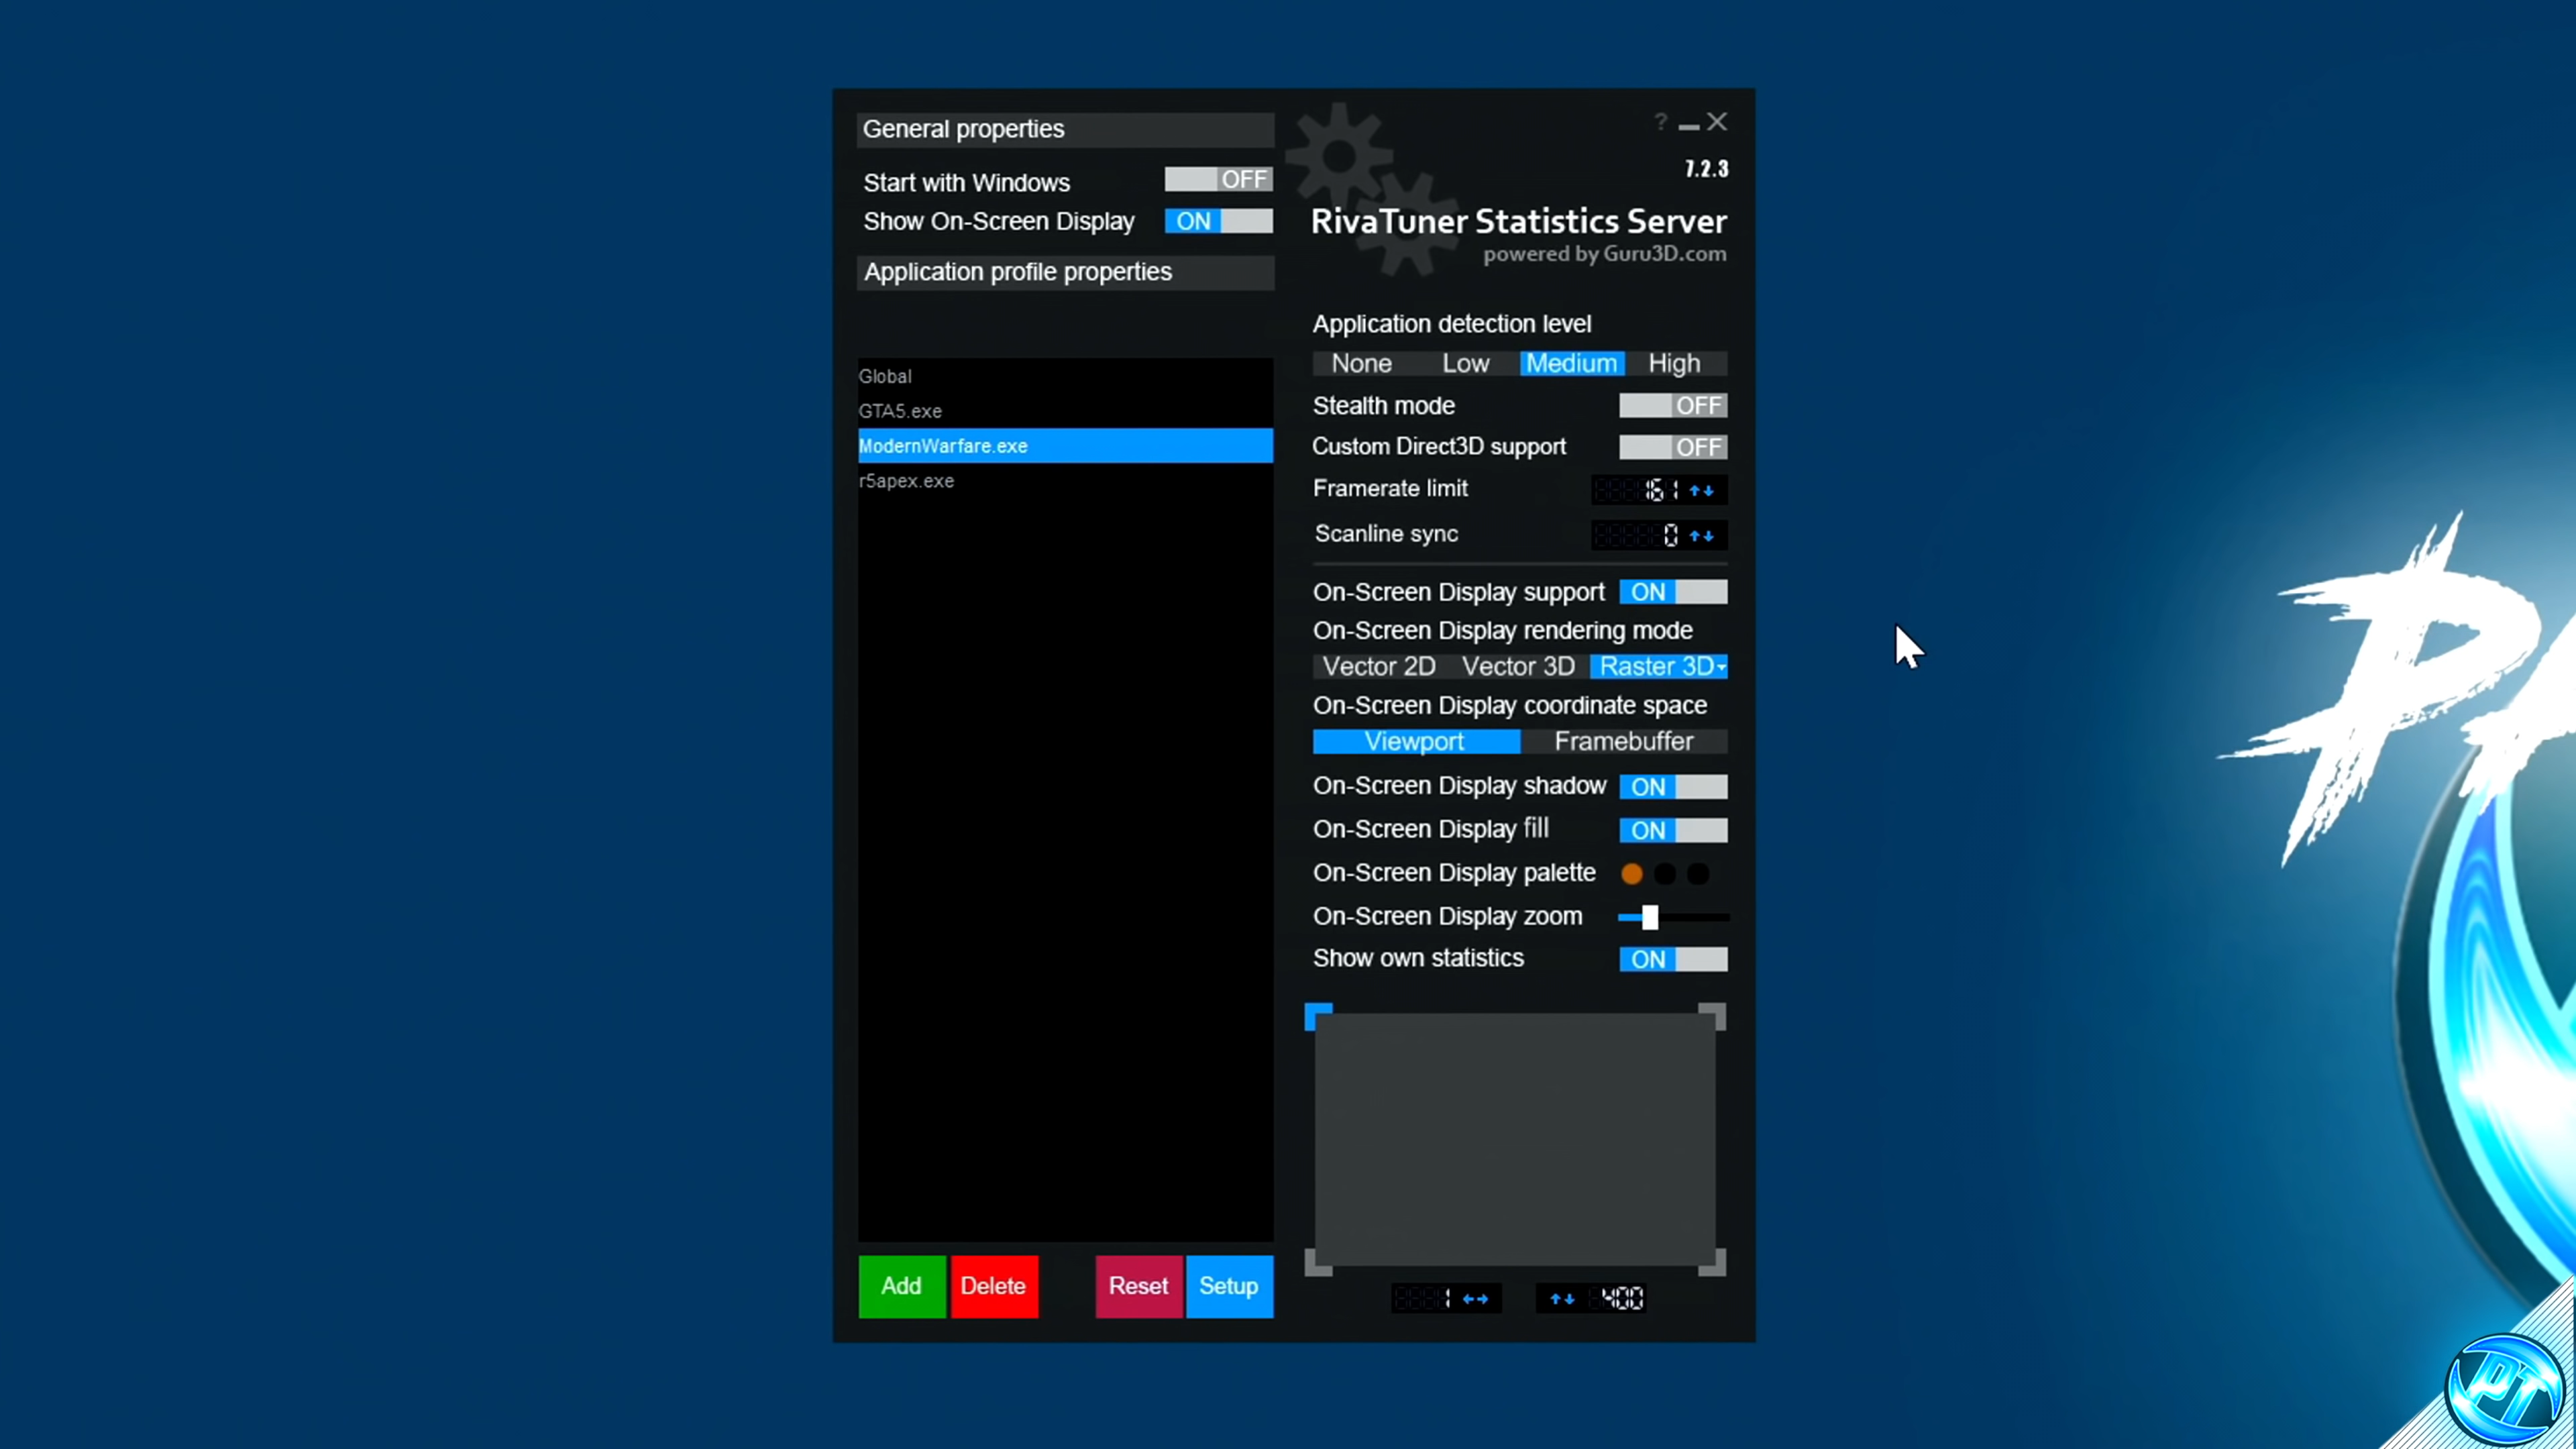 General properties
Start with Windows OFF
Show On-Screen Display ON
Application profile properties
Global
GTA5.exe
ModernWarfare.exe
r5apex.exe
Add Delete Reset Setup
? 
7.2.3
RivaTuner Statistics Server
powered by Guru3D.com
Application detection level
None Low Medium High
Stealth mode OFF
Custom Direct3D support OFF
Framerate limit 161
Scanline sync 0
On-Screen Display support ON
On-Screen Display rendering mode
Vector 2D Vector 3D Raster 3D
On-Screen Display coordinate space
Viewport Framebuffer
On-Screen Display shadow ON
On-Screen Display fill ON
On-Screen Display palette
On-Screen Display zoom
Show own statistics ON
1 400
PT